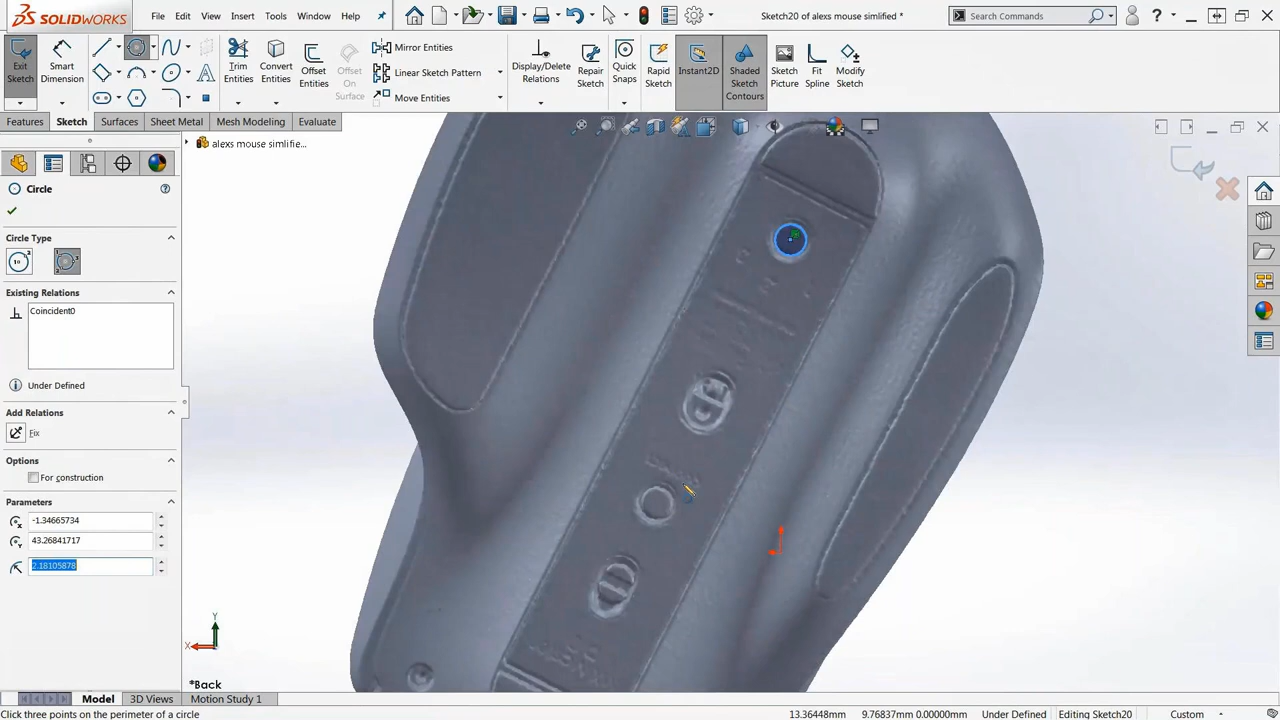 SOLIDWORKS
File Edit View Insert Tools Window Help
Sketch20 of alexs mouse simlified *
Search Commands
Exit Sketch
Smart Dimension
Trim Entities
Convert Entities
Offset Entities
Offset On Surface
Mirror Entities
Linear Sketch Pattern
Move Entities
Display/Delete Relations
Repair Sketch
Quick Snaps
Rapid Sketch
Instant2D
Shaded Sketch Contours
Sketch Picture
Fit Spline
Modify Sketch
Features Sketch Surfaces Sheet Metal Mesh Modeling Evaluate
alexs mouse simlifie...
Circle
Circle Type
Existing Relations
Coincident0
Under Defined
Add Relations
Fix
Options
For construction
Parameters
-1.34665734
43.26841717
2.18105878
Y
X
*Back
Model 3D Views Motion Study 1
Click three points on the perimeter of a circle
13.36448mm 9.76837mm 0.00000mm Under Defined Editing Sketch20 Custom